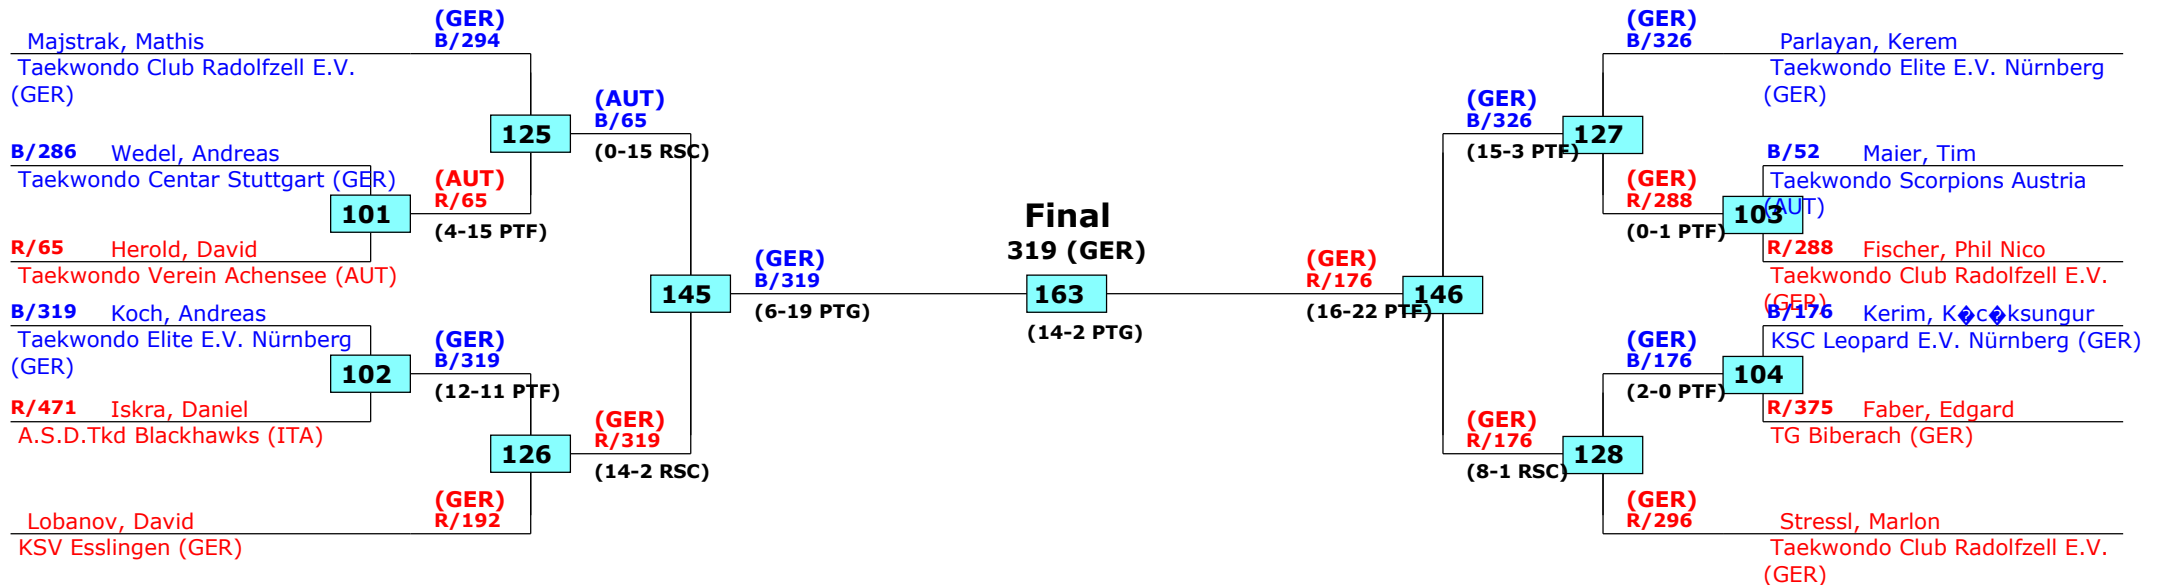 (GER)
B/294
Majstrak, Mathis
Taekwondo Club Radolfzell E.V.
(GER)
125
(AUT)
B/65
(0-15 RSC)
B/286 Wedel, Andreas
Taekwondo Centar Stuttgart (GER)
101
(AUT)
R/65
(4-15 PTF)
R/65 Herold, David
Taekwondo Verein Achensee (AUT)
145
(GER)
B/319
(6-19 PTG)
B/319 Koch, Andreas
Taekwondo Elite E.V. Nürnberg
(GER)
102
(GER)
B/319
(12-11 PTF)
R/471 Iskra, Daniel
A.S.D.Tkd Blackhawks (ITA)
126
(GER)
R/319
(14-2 RSC)
(GER)
R/192
Lobanov, David
KSV Esslingen (GER)
Final
319 (GER)
163
(14-2 PTG)
(GER)
R/176
146
(16-22 PTF)
(GER)
B/326
Parlayan, Kerem
Taekwondo Elite E.V. Nürnberg
(GER)
(GER)
B/326
127
(15-3 PTF)
B/52 Maier, Tim
Taekwondo Scorpions Austria
(AUT)
(GER)
R/288
103
(0-1 PTF)
R/288 Fischer, Phil Nico
Taekwondo Club Radolfzell E.V.
(GER)
B/176 Kerim, K�c�ksungur
KSC Leopard E.V. Nürnberg (GER)
(GER)
B/176
104
(2-0 PTF)
R/375 Faber, Edgard
TG Biberach (GER)
(GER)
R/176
128
(8-1 RSC)
(GER)
R/296
Stressl, Marlon
Taekwondo Club Radolfzell E.V.
(GER)